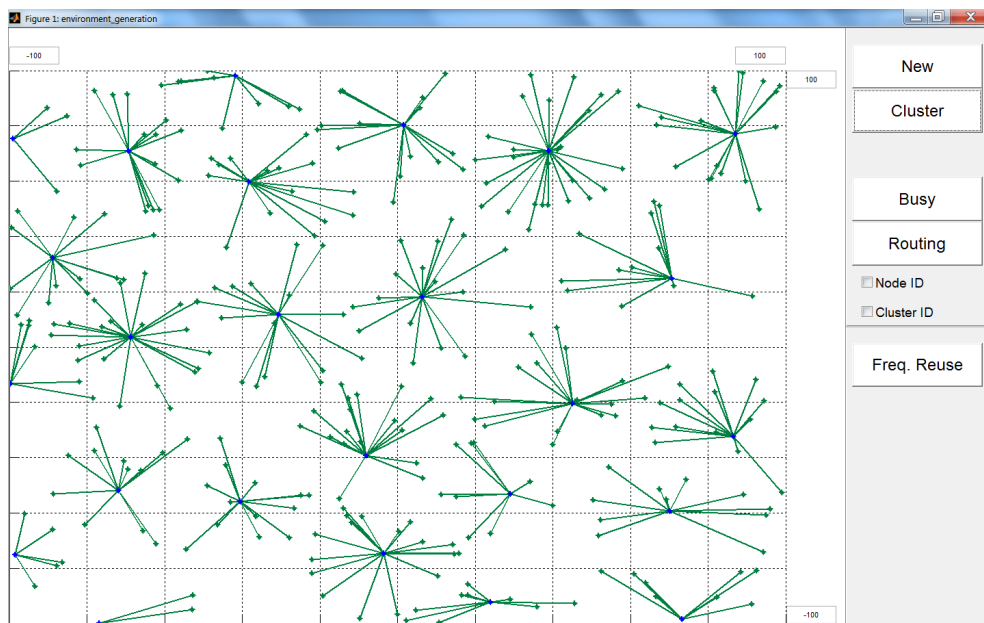 Figure 1: environment_generation
-100
100
100
New
Cluster
Busy
Routing
Node ID
Cluster ID
Freq. Reuse
-100